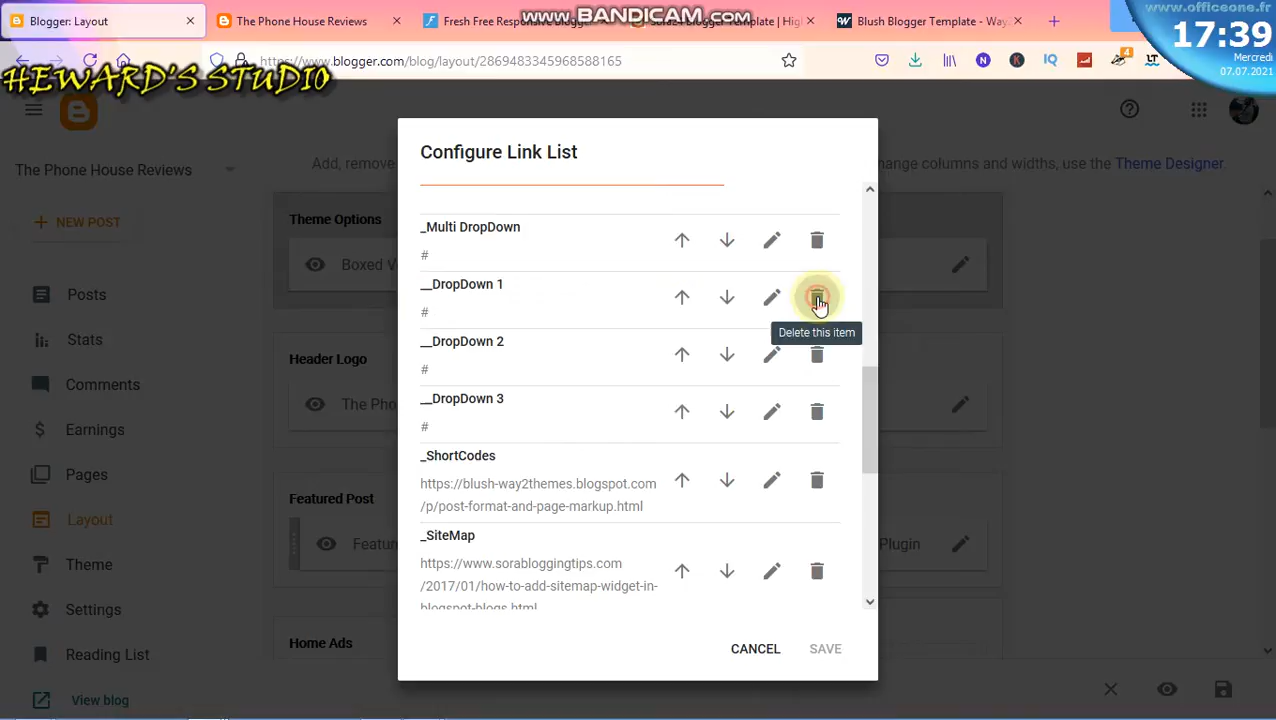 www.BANDICAM.com
www.officeone.fr
17:39
Mercredi
07.07.2021
Blogger: Layout
The Phone House Reviews
Fresh Free Responsive Blogger
Blogger Template | High
Blush Blogger Template - Way
https://www.blogger.com/blog/layout/2869483345968588165
4
HEWARD'S STUDIO
The Phone House Reviews
NEW POST
Posts
Stats
Comments
Earnings
Pages
Layout
Theme
Settings
Reading List
View blog
Add, remove
hange columns and widths, use the Theme Designer.
Theme Options
Boxed V
Header Logo
The Pho
Featured Post
Featu
Plugin
Home Ads
Configure Link List
_Multi DropDown
#
__DropDown 1
#
Delete this item
__DropDown 2
#
__DropDown 3
#
_ShortCodes
https://blush-way2themes.blogspot.com
/p/post-format-and-page-markup.html
_SiteMap
https://www.sorabloggingtips.com
/2017/01/how-to-add-sitemap-widget-in-
blogspot-blogs.html
CANCEL
SAVE